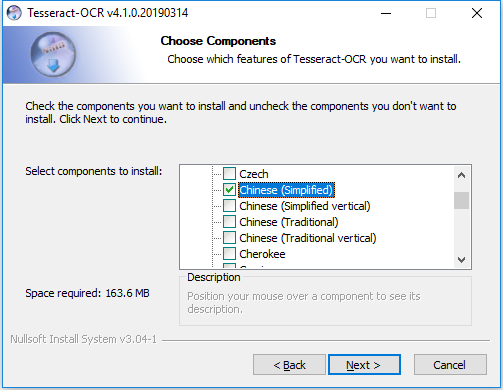 Tesseract-OCR v4.1.0.20190314
Choose Components
Choose which features of Tesseract-OCR you want to install.
Check the components you want to install and uncheck the components you don't want to
install. Click Next to continue.
Select components to install:
Czech
Chinese (Simplified)
Chinese (Simplified vertical)
Chinese (Traditional)
Chinese (Traditional vertical)
Cherokee
Space required: 163.6 MB
Description
Position your mouse over a component to see its
description.
Nullsoft Install System v3.04-1
< Back
Next >
Cancel